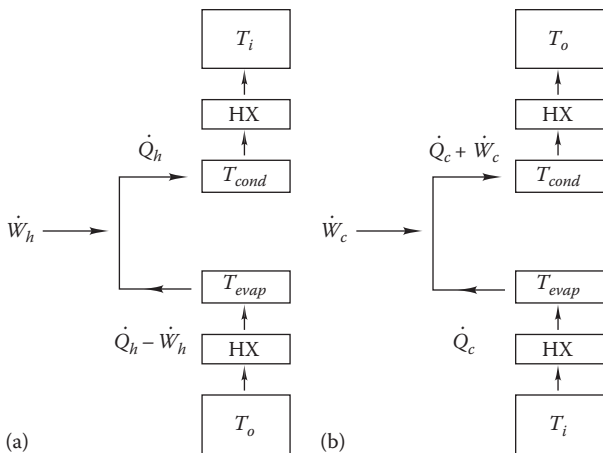 T_i
HX
Q̇_h
T_cond
Ẇ_h
T_evap
Q̇_h – Ẇ_h
HX
T_o
(a)
T_o
HX
Q̇_c + Ẇ_c
T_cond
Ẇ_c
T_evap
Q̇_c
HX
T_i
(b)